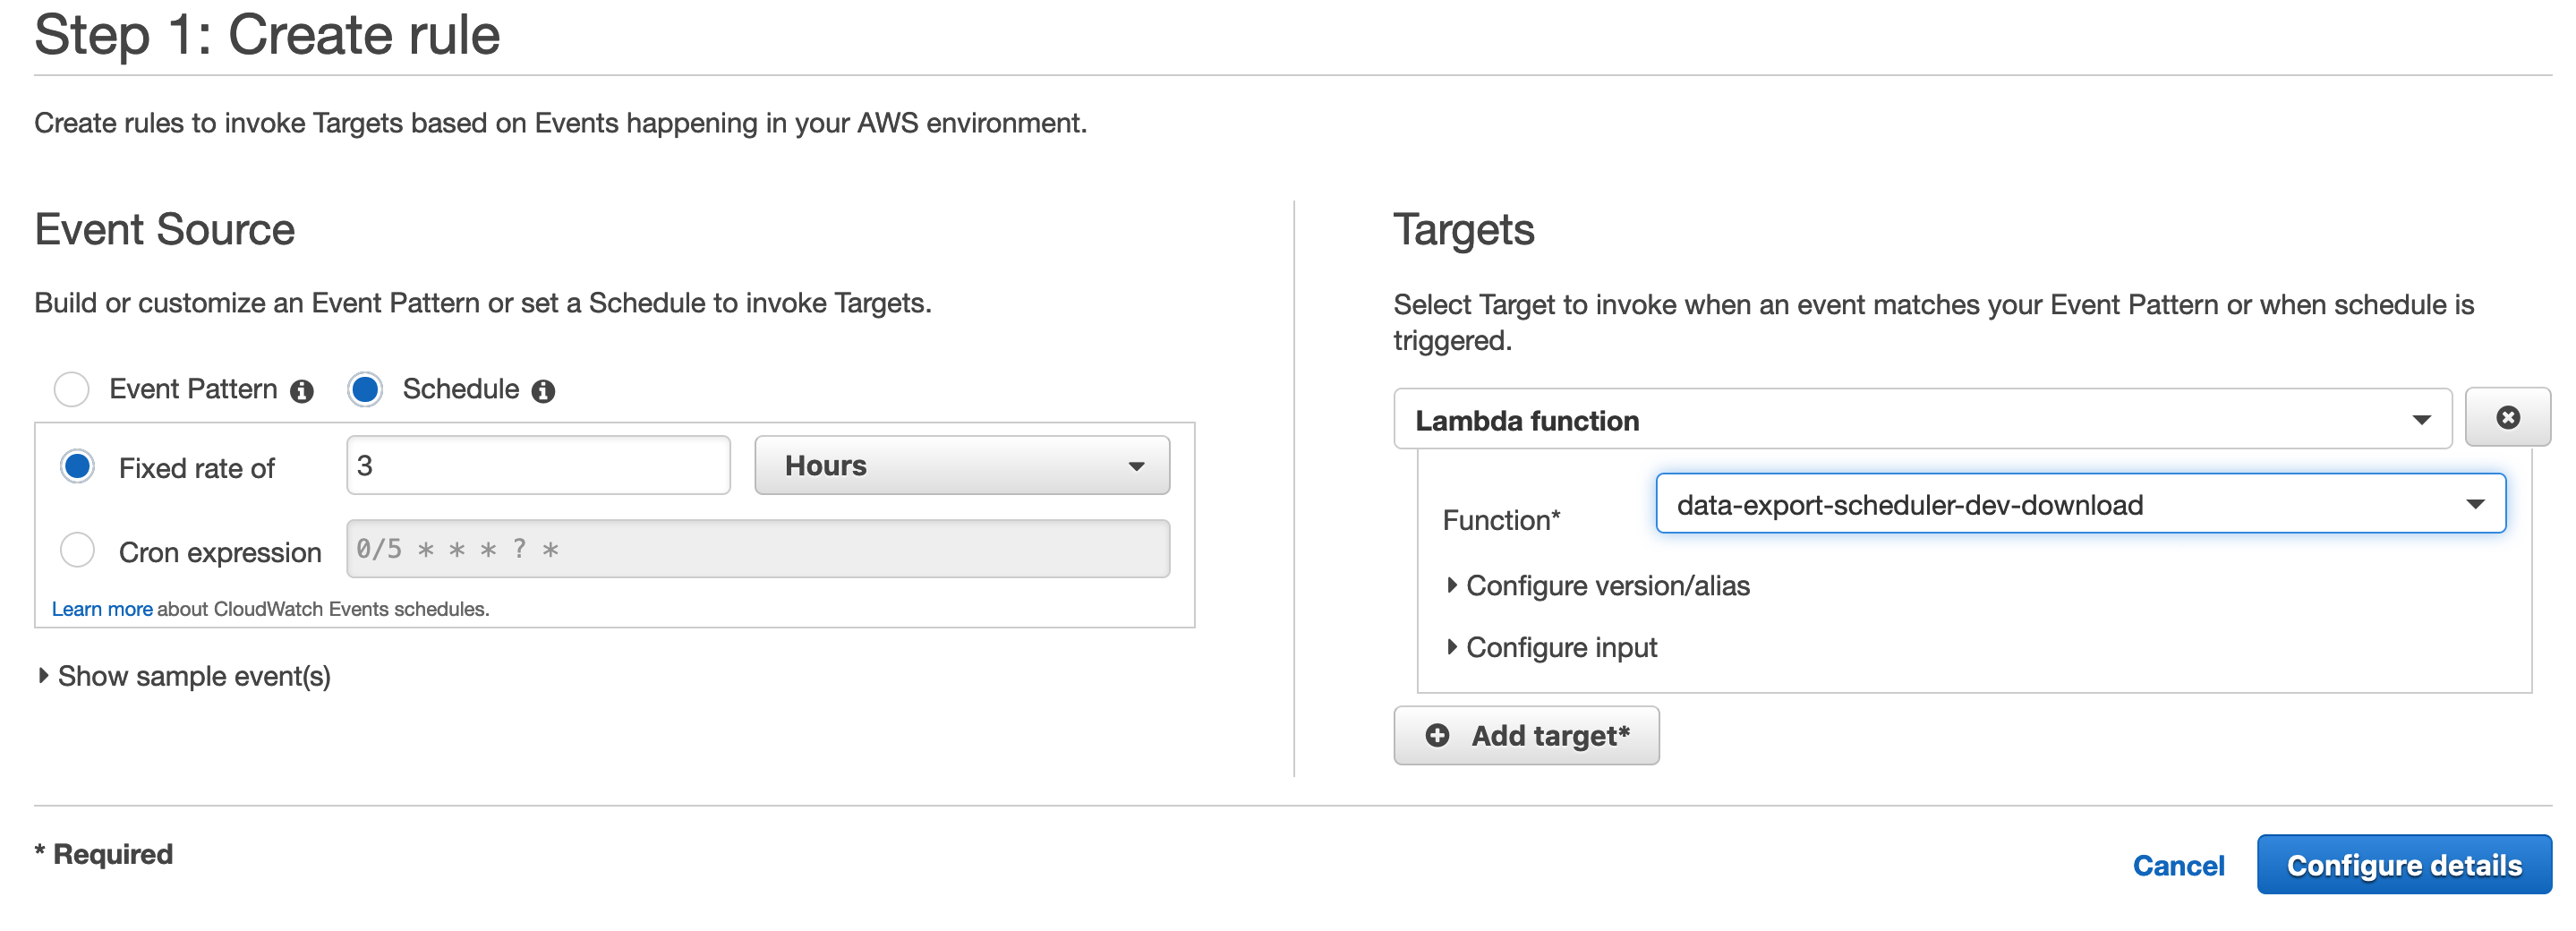 Step 1: Create rule
Create rules to invoke Targets based on Events happening in your AWS environment.
Event Source
Build or customize an Event Pattern or set a Schedule to invoke Targets.
Event Pattern Schedule
Fixed rate of 3 Hours
Cron expression 0/5 * * * ? *
Learn more about CloudWatch Events schedules.
Show sample event(s)
Targets
Select Target to invoke when an event matches your Event Pattern or when schedule is
triggered.
Lambda function
Function* data-export-scheduler-dev-download
Configure version/alias
Configure input
Add target*
* Required
Cancel Configure details